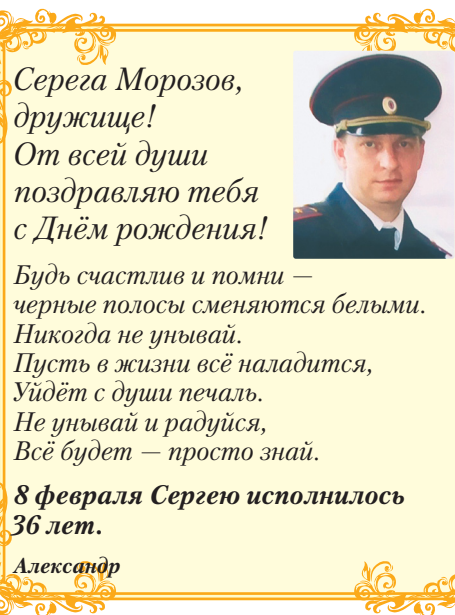 Серега Морозов,
дружище!
От всей души
поздравляю тебя
с Днём рождения!
Будь счастлив и помни —
черные полосы сменяются белыми.
Никогда не унывай.
Пусть в жизни всё наладится,
Уйдёт с души печаль.
Не унывай и радуйся,
Всё будет — просто знай.
8 февраля Сергею исполнилось
36 лет.
Александр